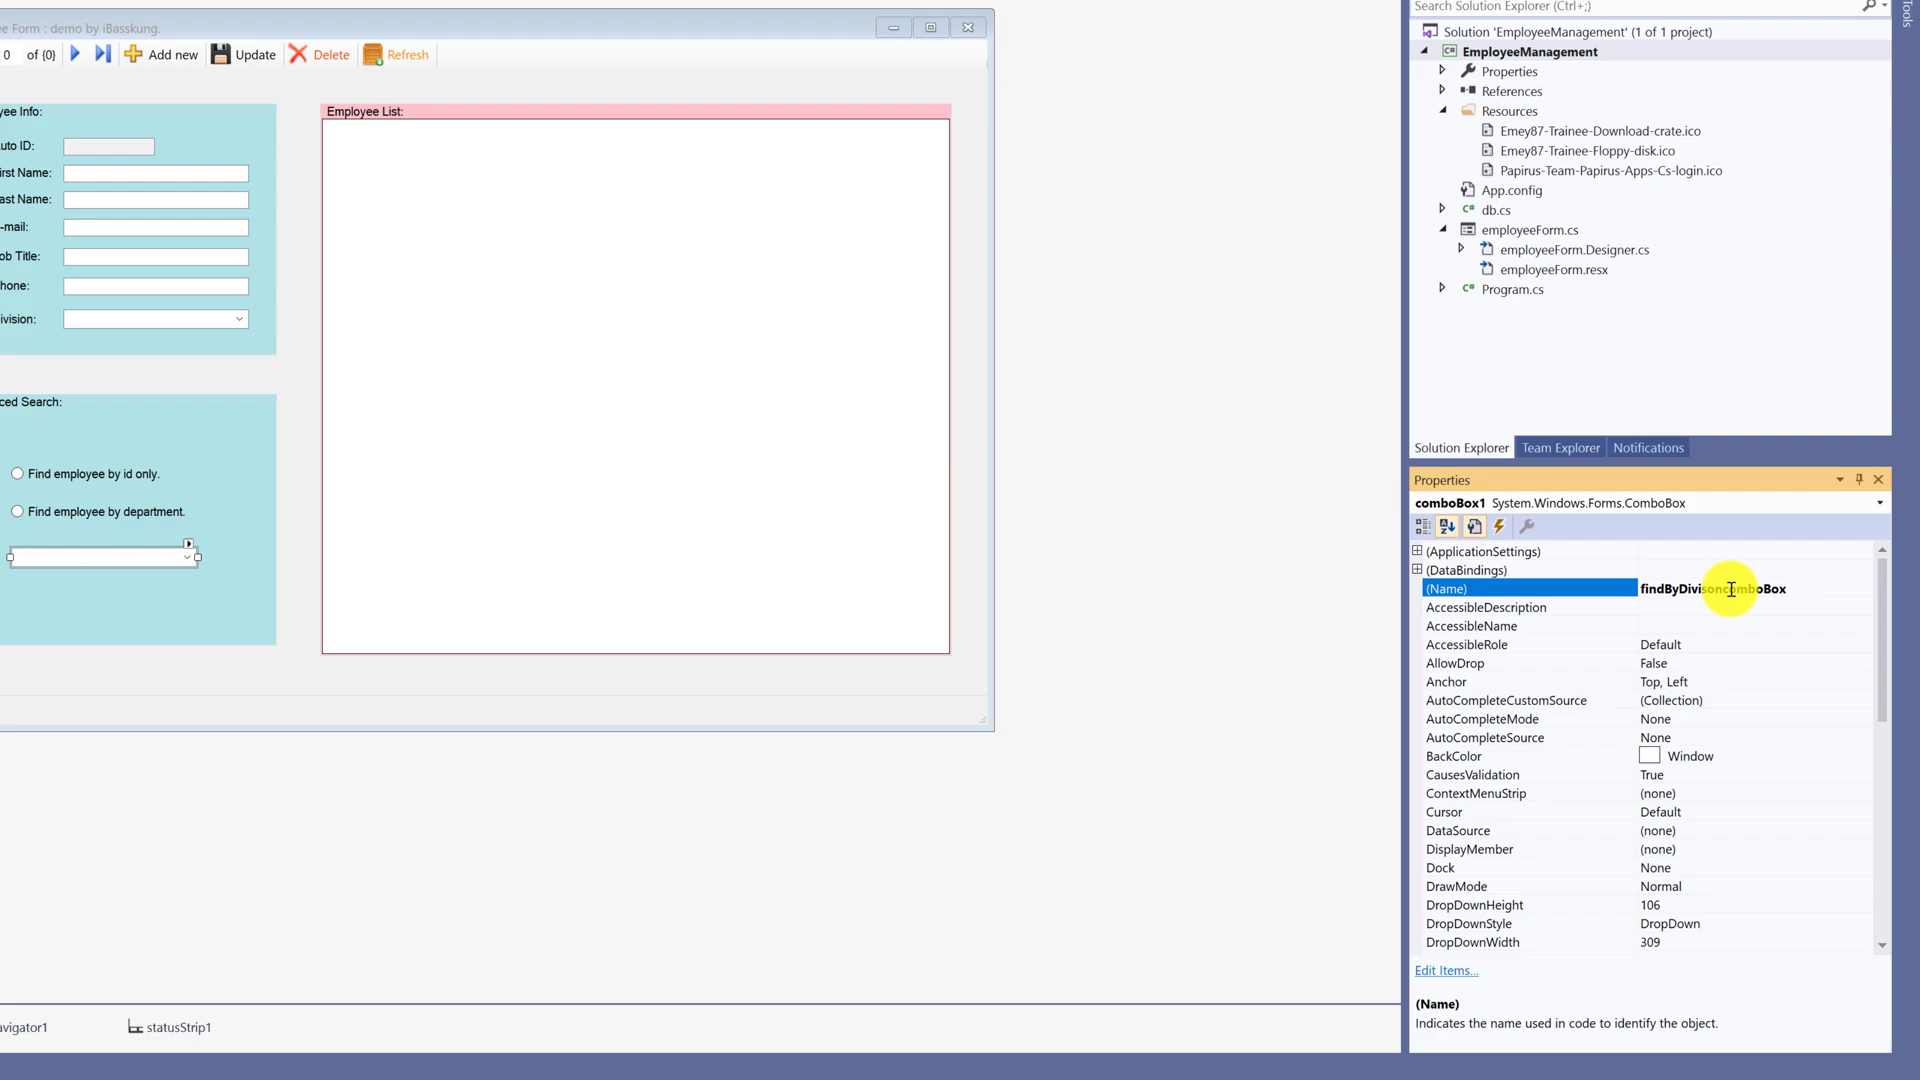 ee Form : demo by iBasskung.
0 of {0} Add new Update Delete Refresh
yee Info:
uto ID:
irst Name:
ast Name:
-mail:
ob Title:
hone:
ivision:
ced Search:
Find employee by id only.
Find employee by department.
Employee List:
avigator1
statusStrip1
Search Solution Explorer (Ctrl+;)
Solution 'EmployeeManagement' (1 of 1 project)
EmployeeManagement
Properties
References
Resources
Emey87-Trainee-Download-crate.ico
Emey87-Trainee-Floppy-disk.ico
Papirus-Team-Papirus-Apps-Cs-login.ico
App.config
C# db.cs
employeeForm.cs
employeeForm.Designer.cs
employeeForm.resx
C# Program.cs
Solution Explorer Team Explorer Notifications
Properties
comboBox1 System.Windows.Forms.ComboBox
(ApplicationSettings)
(DataBindings)
(Name) findByDivisoncomboBox
AccessibleDescription
AccessibleName
AccessibleRole Default
AllowDrop False
Anchor Top, Left
AutoCompleteCustomSource (Collection)
AutoCompleteMode None
AutoCompleteSource None
BackColor Window
CausesValidation True
ContextMenuStrip (none)
Cursor Default
DataSource (none)
DisplayMember (none)
Dock None
DrawMode Normal
DropDownHeight 106
DropDownStyle DropDown
DropDownWidth 309
Edit Items...
(Name)
Indicates the name used in code to identify the object.
Tools